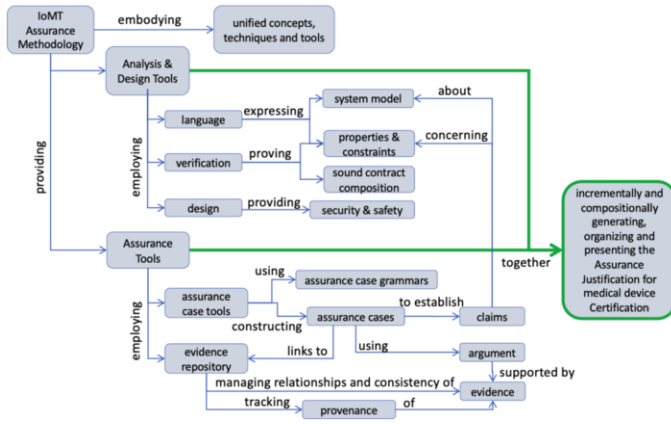 IoMT
Assurance
Methodology
embodying
unified concepts,
techniques and tools
Analysis &
Design Tools
providing
employing
language
expressing
system model
about
verification
proving
properties &
constraints
concerning
sound contract
composition
design
providing
security & safety
Assurance
Tools
together
incrementally and
compositionally
generating,
organizing and
presenting the
Assurance
Justification for
medical device
Certification
employing
assurance
case tools
using
assurance case grammars
constructing
assurance cases
to establish
claims
evidence
repository
links to
using
argument
supported by
managing relationships and consistency of
evidence
tracking
provenance
of